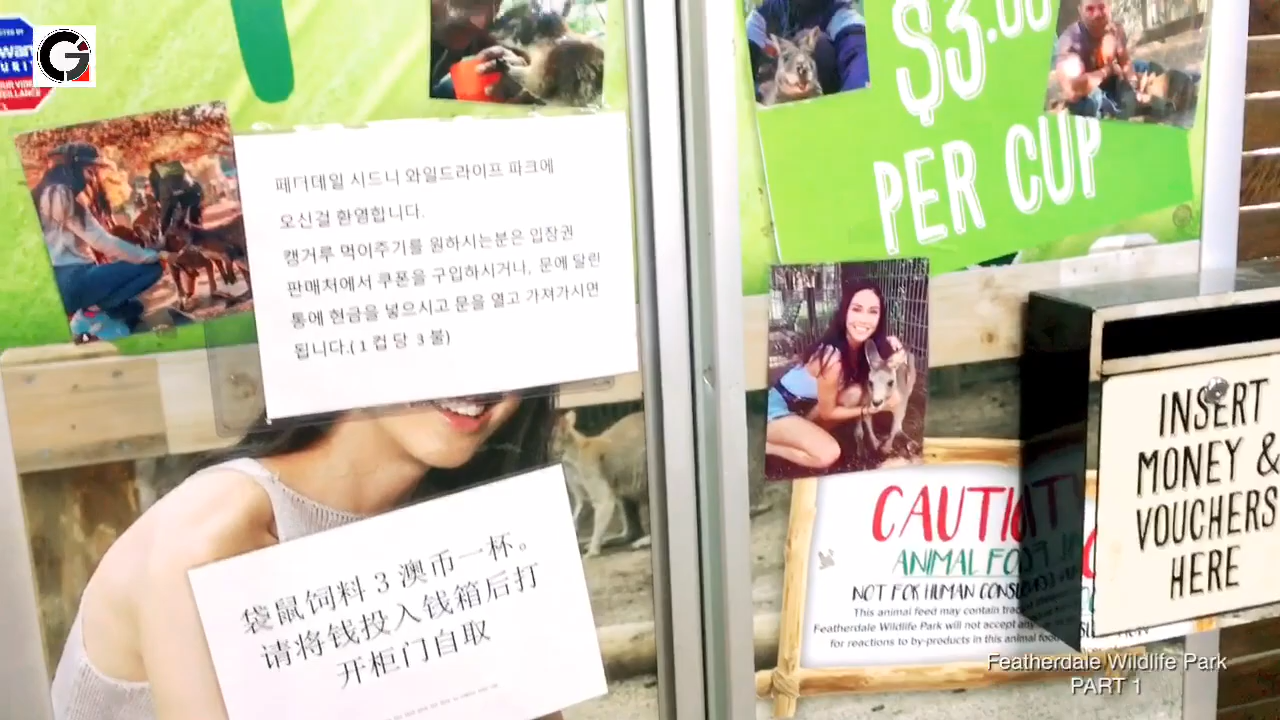 페더데일 시드니 와일드라이프 파크에
오신걸 환영합니다.
캥거루 먹이주기를 원하시는분은 입장권
판매처에서 쿠폰을 구입하시거나, 문에 달린
통에 현금을 넣으시고 문을 열고 가져가시면
됩니다.(1 컵 당 3 불)
袋鼠饲料 3 澳币一杯。
请将钱投入钱箱后打
开柜门自取
$3.00
PER CUP
INSERT
MONEY &
VOUCHERS
HERE
CAUTION
ANIMAL FOOD
NOT FOR HUMAN
This animal feed may contain
Featherdale Wildlife Park will not accept any
for reactions to by-products in this animal food
Featherdale Wildlife Park
PART 1